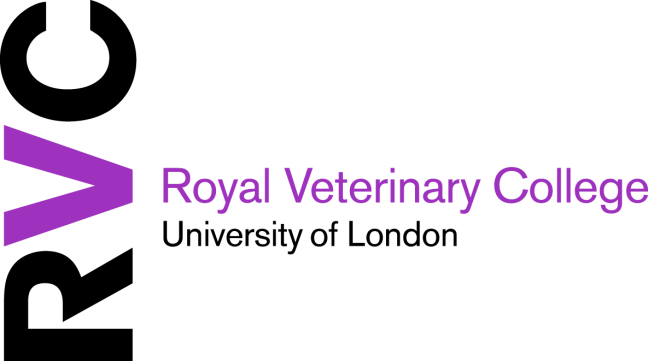 RVC
Royal Veterinary College
University of London